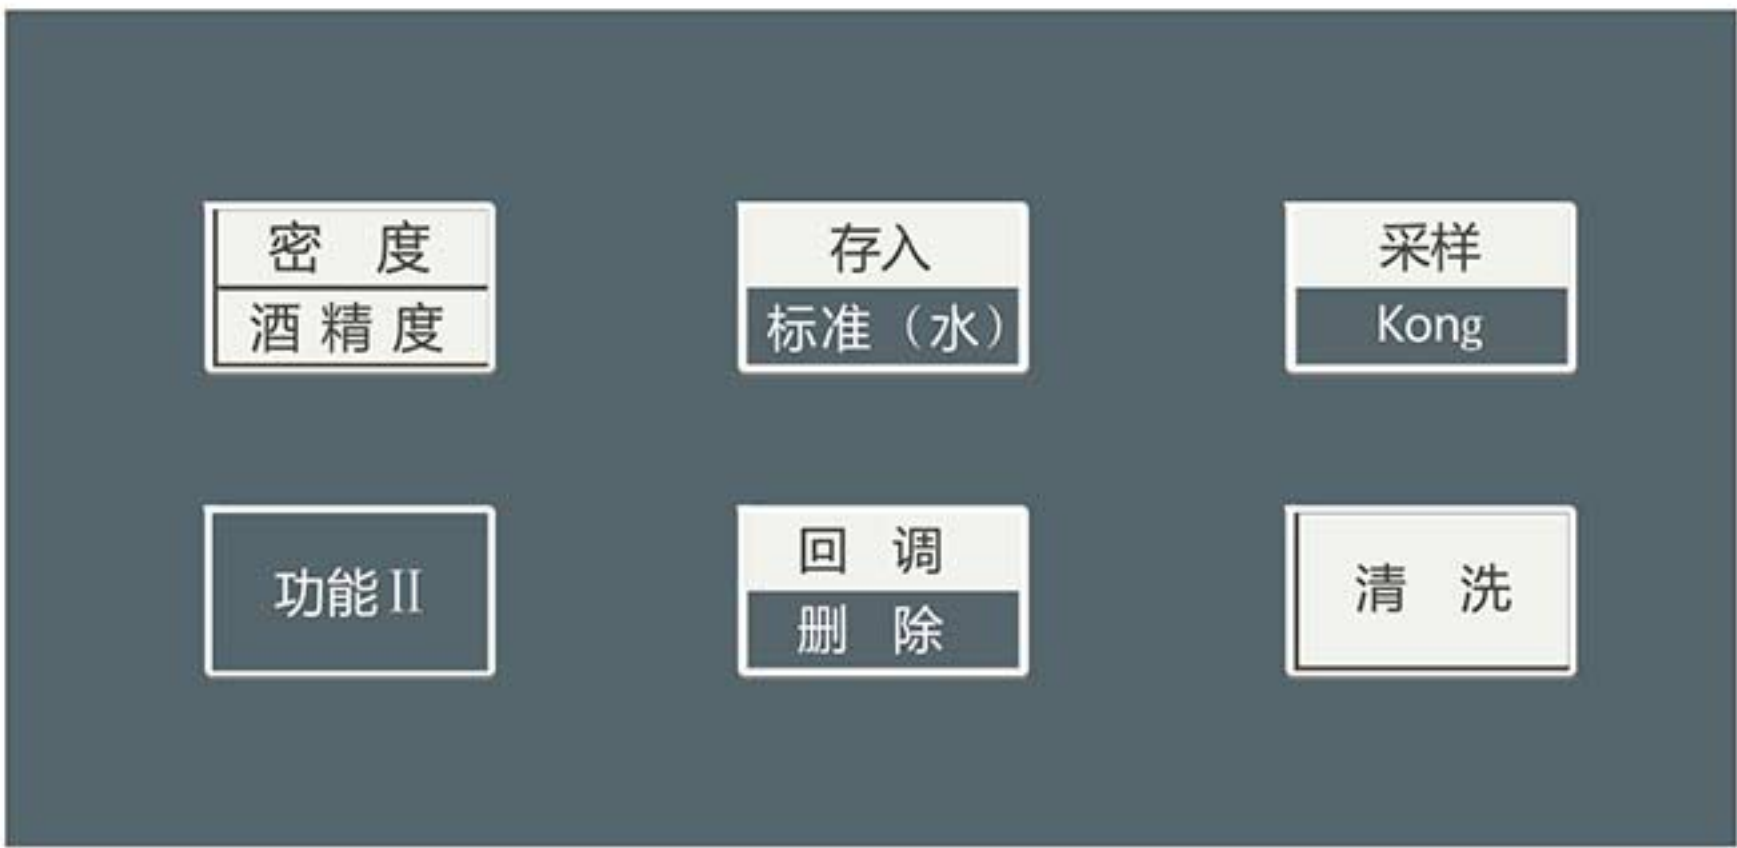 密 度
酒精度
存入
标准（水）
采样
Kong
功能Ⅱ
回 调
删 除
清 洗